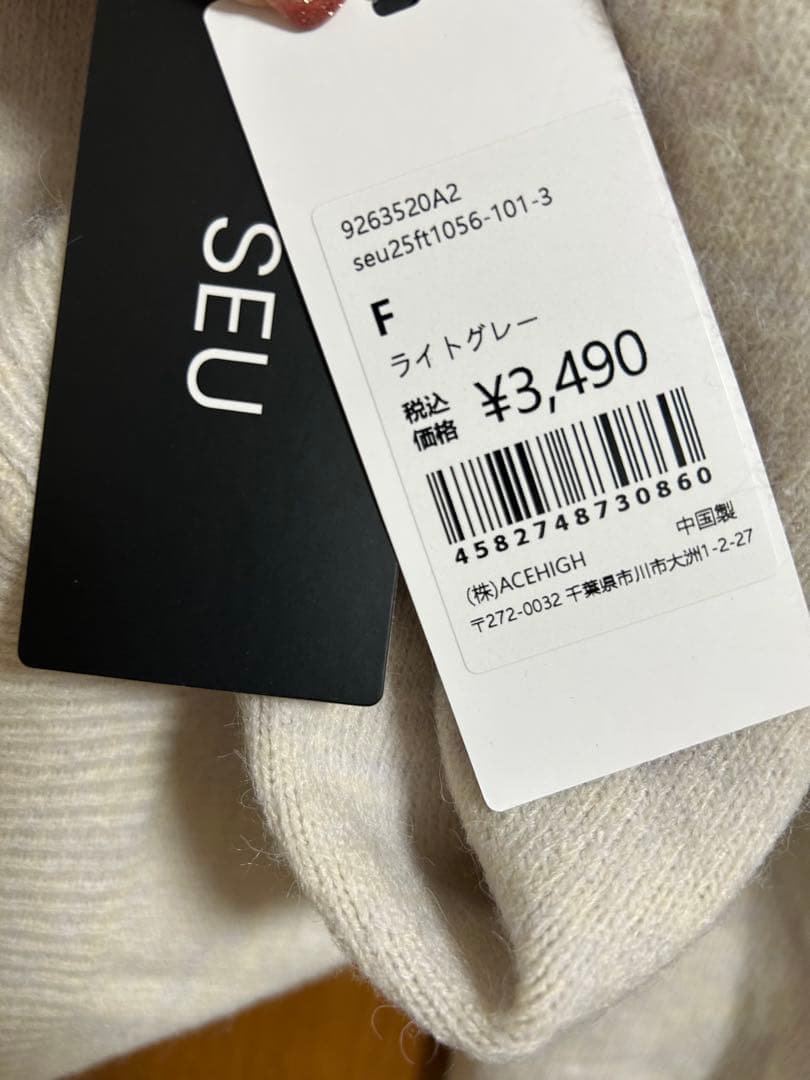 SEU
9263520A2
seu25ft1056-101-3
F
ライトグレー
税込
価格 ¥3,490
4582748730860
中国製
(株)ACEHIGH
〒272-0032 千葉県市川市大洲1-2-27